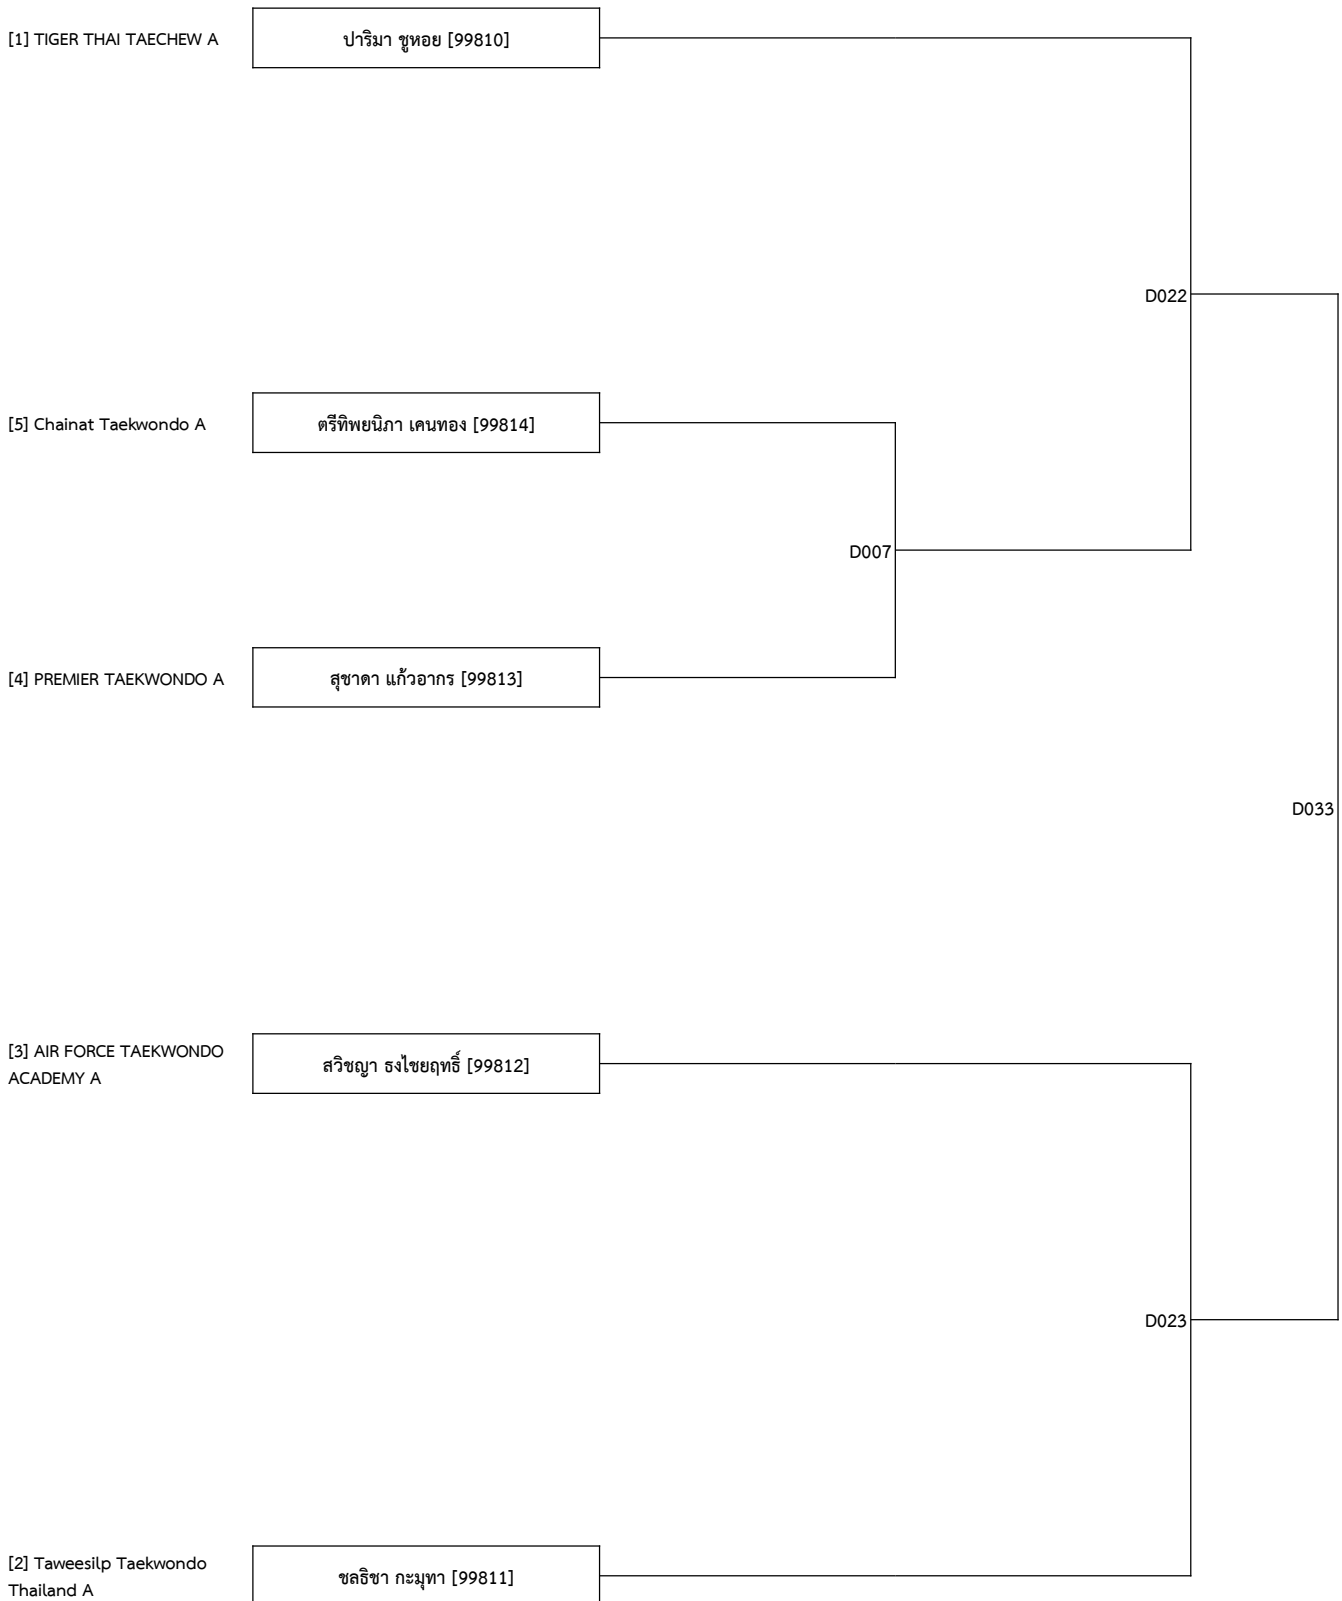 [1] TIGER THAI TAECHEW A
ปาริมา ชูหอย [99810]
D022
[5] Chainat Taekwondo A
ตรีทิพยนิภา เคนทอง [99814]
D007
[4] PREMIER TAEKWONDO A
สุชาดา แก้วอากร [99813]
D033
[3] AIR FORCE TAEKWONDO
ACADEMY A
สวิชญา ธงไชยฤทธิ์ [99812]
D023
[2] Taweesilp Taekwondo
Thailand A
ชลธิชา กะมุทา [99811]